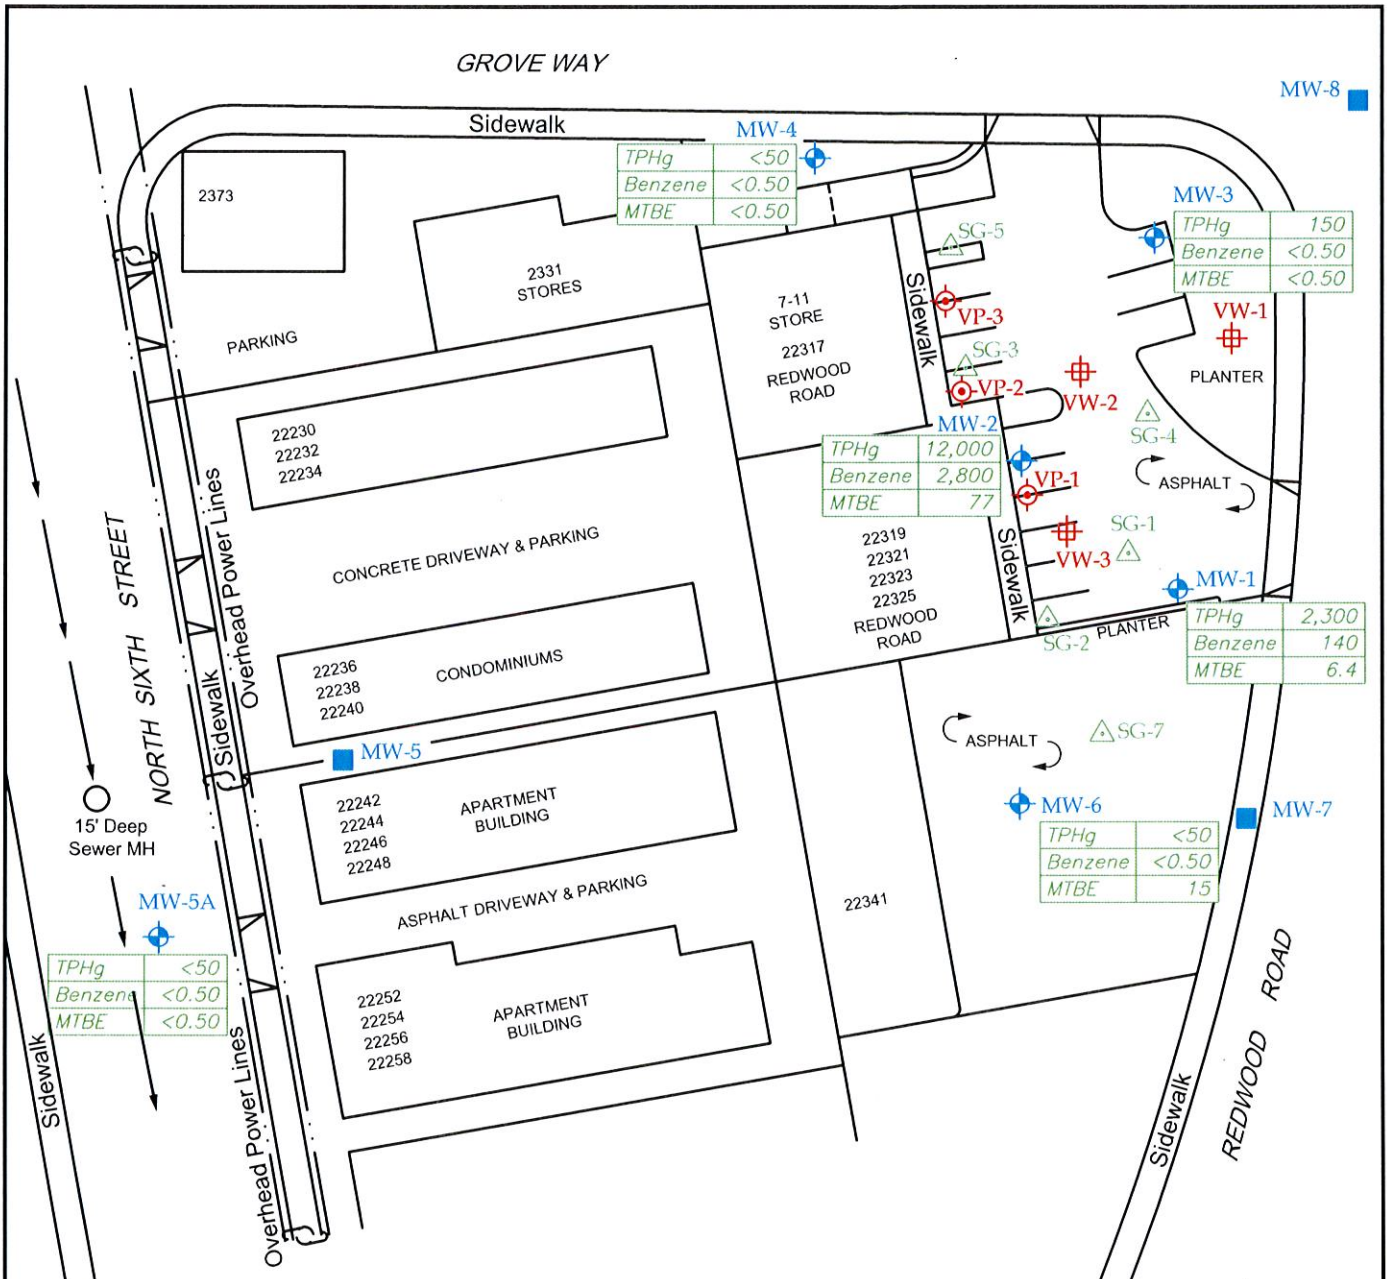 GROVE WAY
MW-8
Sidewalk
MW-4
TPHg <50
Benzene <0.50
MTBE <0.50
2373
MW-3
TPHg 150
Benzene <0.50
MTBE <0.50
SG-5
2331
STORES
7-11
STORE
22317
REDWOOD
ROAD
Sidewalk
VP-3
VW-1
PARKING
SG-3
VP-2
VW-2
PLANTER
SG-4
MW-2
TPHg 12,000
Benzene 2,800
MTBE 77
22230
22232
22234
VP-1
ASPHALT
SG-1
VW-3
Overhead Power Lines
NORTH SIXTH STREET
CONCRETE DRIVEWAY & PARKING
22319
22321
22323
22325
REDWOOD
ROAD
Sidewalk
MW-1
TPHg 2,300
Benzene 140
MTBE 6.4
SG-2
PLANTER
22236
22238
22240
CONDOMINIUMS
Sidewalk
MW-5
ASPHALT
SG-7
22242
22244
22246
22248
APARTMENT
BUILDING
MW-6
TPHg <50
Benzene <0.50
MTBE 15
MW-7
15' Deep
Sewer MH
ASPHALT DRIVEWAY & PARKING
22341
MW-5A
TPHg <50
Benzene <0.50
MTBE <0.50
22252
22254
22256
22258
APARTMENT
BUILDING
Sidewalk
Overhead Power Lines
Sidewalk
REDWOOD ROAD